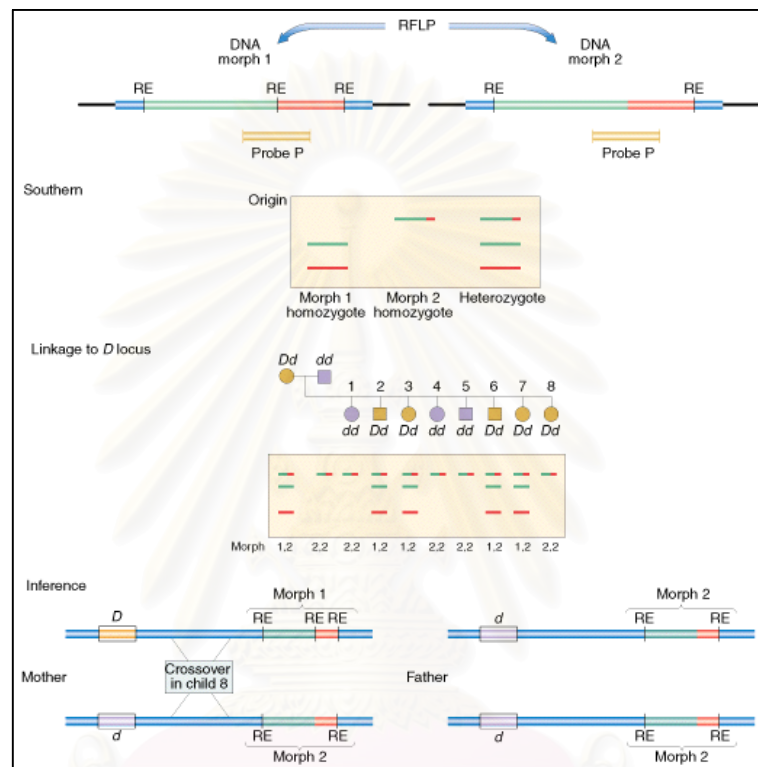 RFLP
DNA morph 1
DNA morph 2
RE RE RE RE RE
Probe P Probe P
Southern
Origin
Morph 1 homozygote
Morph 2 homozygote
Heterozygote
Linkage to D locus
Dd dd
1 2 3 4 5 6 7 8
dd Dd Dd dd dd Dd Dd Dd
Morph 1,2 2,2 2,2 1,2 1,2 2,2 2,2 1,2 1,2 2,2
Inference
Morph 1 Morph 2
D RE RE RE d RE RE
Mother
Crossover in child 8
Father
d RE RE d RE RE
Morph 2 Morph 2